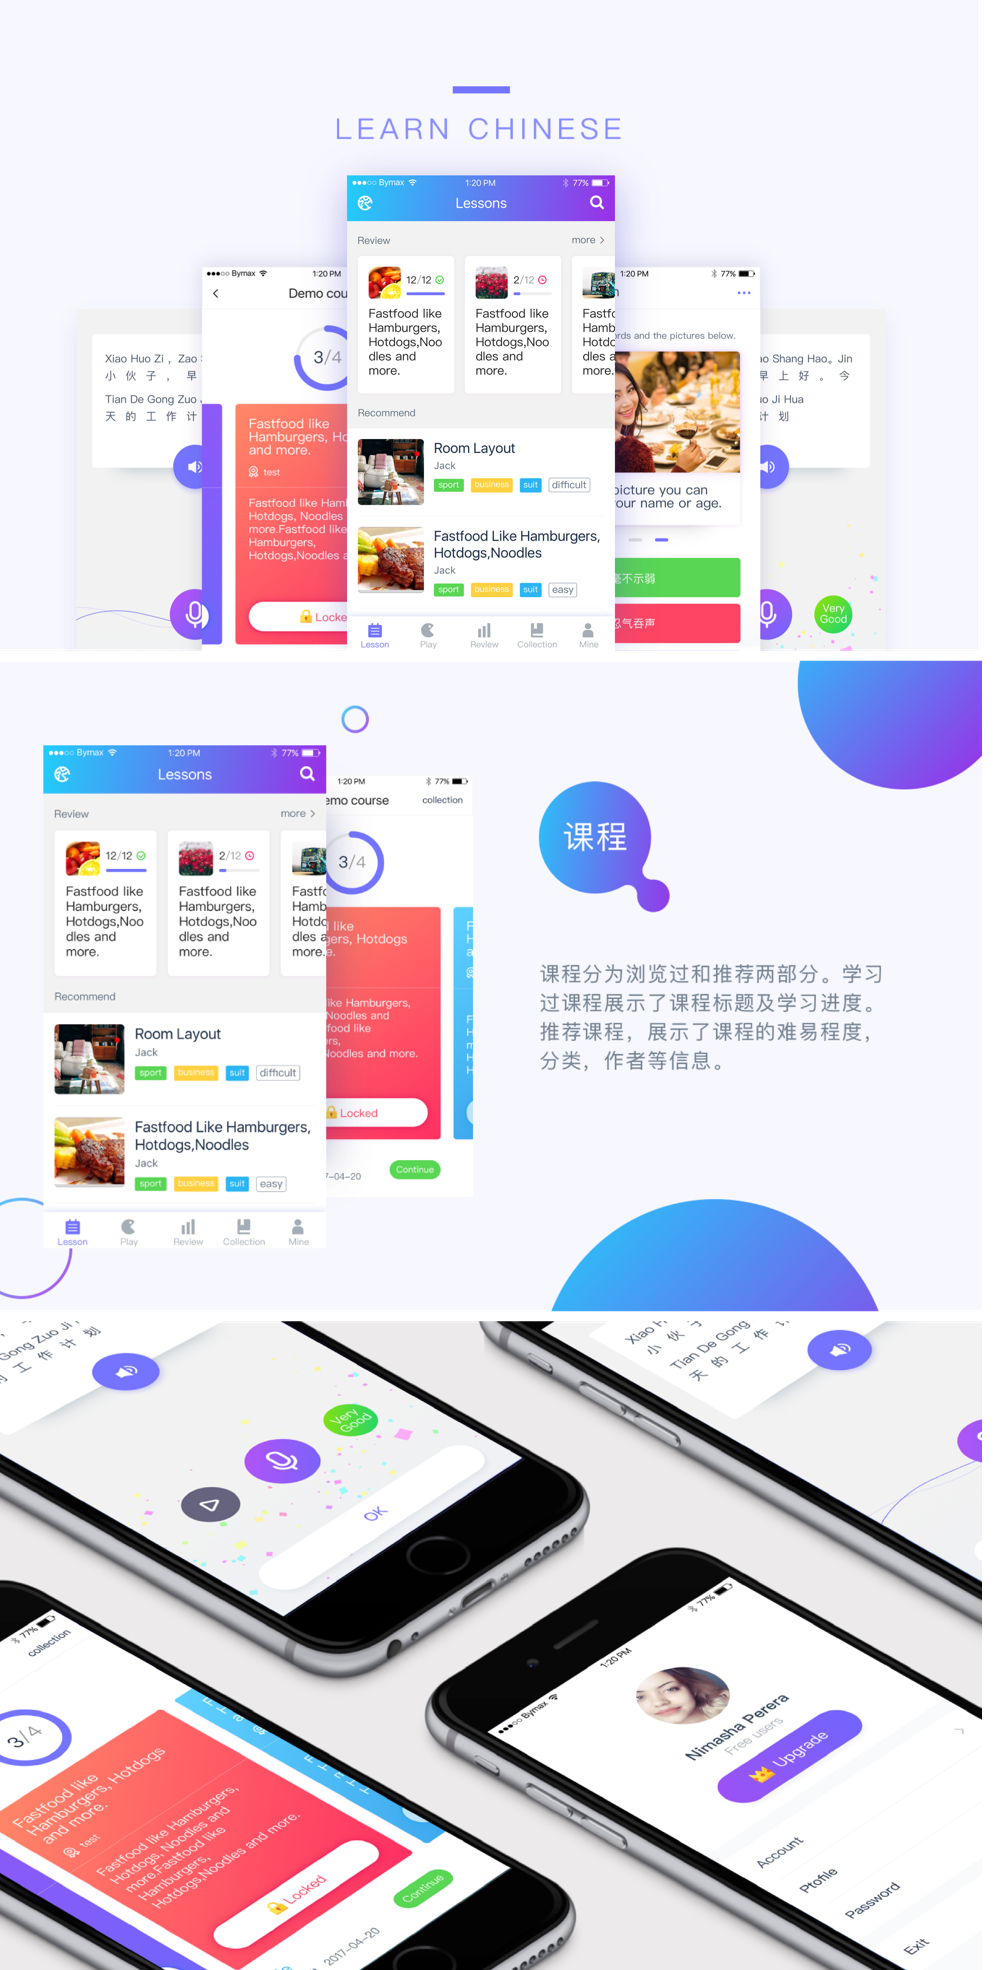 LEARN CHINESE
Bymax 1:20 PM 77%
Lessons
Review more
12/12
Fastfood like
Hamburgers,
Hotdogs,Noo
dles and
more.
2/12
Fastfood like
Hamburgers,
Hotdogs,Noo
dles and
more.
Fastfo
Hamb
Hotdo
dles a
more.
Recommend
Room Layout
Jack
sport business suit difficult
Fastfood Like Hamburgers,
Hotdogs,Noodles
Jack
sport business suit easy
Lesson Play Review Collection Mine
Bymax 1:20 PM
Demo cou
3/4
Fastfood like
Hamburgers, Ho
and more.
test
Fastfood like Ham
Hotdogs, Noodles
more.Fastfood like
Hamburgers,
Hotdogs,Noodles a
Locke
1:20 PM 77%
rds and the pictures below.
picture you can
our name or age.
毫不示弱
忍气吞声
Xiao Huo Zi , Zao
小 伙 子 , 早
Tian De Gong Zuo
天 的 工 作 计
ao Shang Hao。Jin
早 上 好 。 今
uo Ji Hua
计 划
Very
Good
Bymax 1:20 PM 77%
Lessons
Review more
12/12
Fastfood like
Hamburgers,
Hotdogs,Noo
dles and
more.
2/12
Fastfood like
Hamburgers,
Hotdogs,Noo
dles and
more.
Fastfo
Hamb
Hotdo
dles a
more.
Recommend
Room Layout
Jack
sport business suit difficult
Fastfood Like Hamburgers,
Hotdogs,Noodles
Jack
sport business suit easy
Lesson Play Review Collection Mine
1:20 PM 77%
emo course collection
3/4
like
gers, Hotdogs
e.
ike Hamburgers,
Noodles and
food like
rs,
Noodles and more.
Locked
7-04-20
Continue
课程
课程分为浏览过和推荐两部分。学习
过课程展示了课程标题及学习进度。
推荐课程，展示了课程的难易程度，
分类，作者等信息。
Gong Zuo Ji
工 作 计 划
Very
Good
OK
Xiao H
小 伙 子
Tian De Gong
天 的 工 作
77%
collection
3/4
Fastfood like
Hamburgers, Hotdogs
and more.
test
Fastfood like Hamburgers,
Hotdogs, Noodles and
more.Fastfood like
Hamburgers,
Hotdogs,Noodles and more.
Locked
2017-04-20
Continue
Bymax 1:20 PM 77%
Nimasha Perera
Free users
Upgrade
Account
Ptofile
Password
Exit